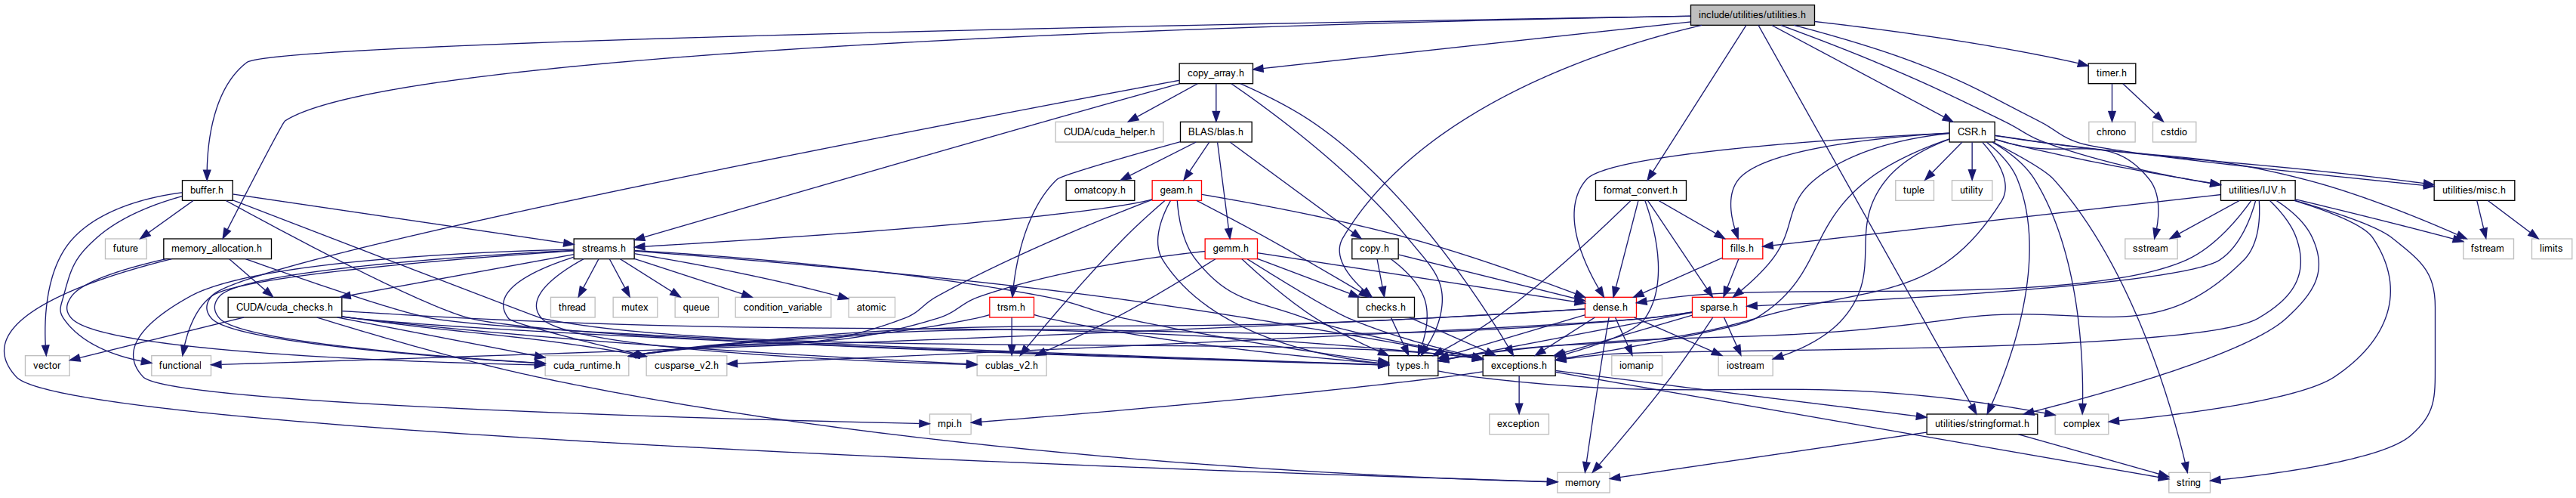 include/utilities/utilities.h
copy_array.h
timer.h
CUDA/cuda_helper.h
BLAS/blas.h
CSR.h
chrono
cstdio
buffer.h
omatcopy.h
geam.h
format_convert.h
tuple
utility
utilities/IJV.h
utilities/misc.h
future
memory_allocation.h
streams.h
gemm.h
copy.h
fills.h
sstream
fstream
limits
CUDA/cuda_checks.h
thread
mutex
queue
condition_variable
atomic
trsm.h
checks.h
dense.h
sparse.h
vector
functional
cuda_runtime.h
cusparse_v2.h
cublas_v2.h
types.h
exceptions.h
iomanip
iostream
mpi.h
exception
utilities/stringformat.h
complex
memory
string